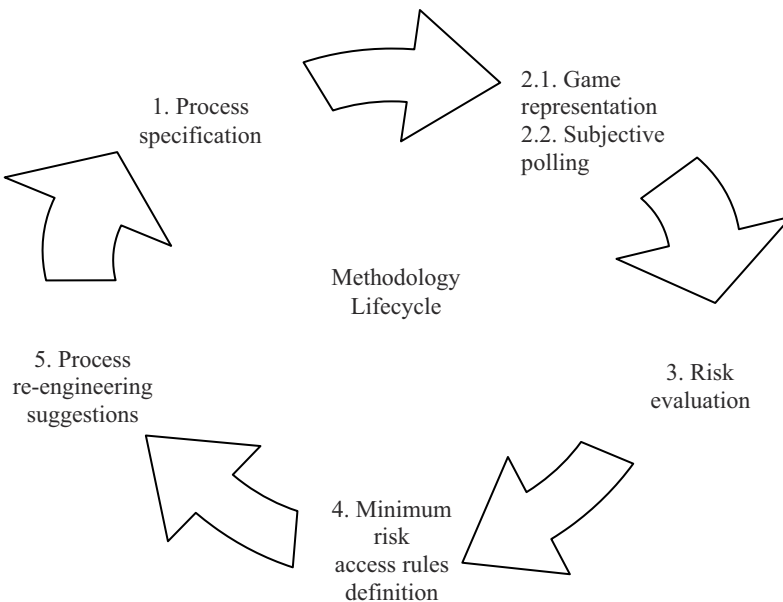 1. Process
specification
2.1. Game
representation
2.2. Subjective
polling
Methodology
Lifecycle
3. Risk
evaluation
4. Minimum
risk
access rules
definition
5. Process
re-engineering
suggestions